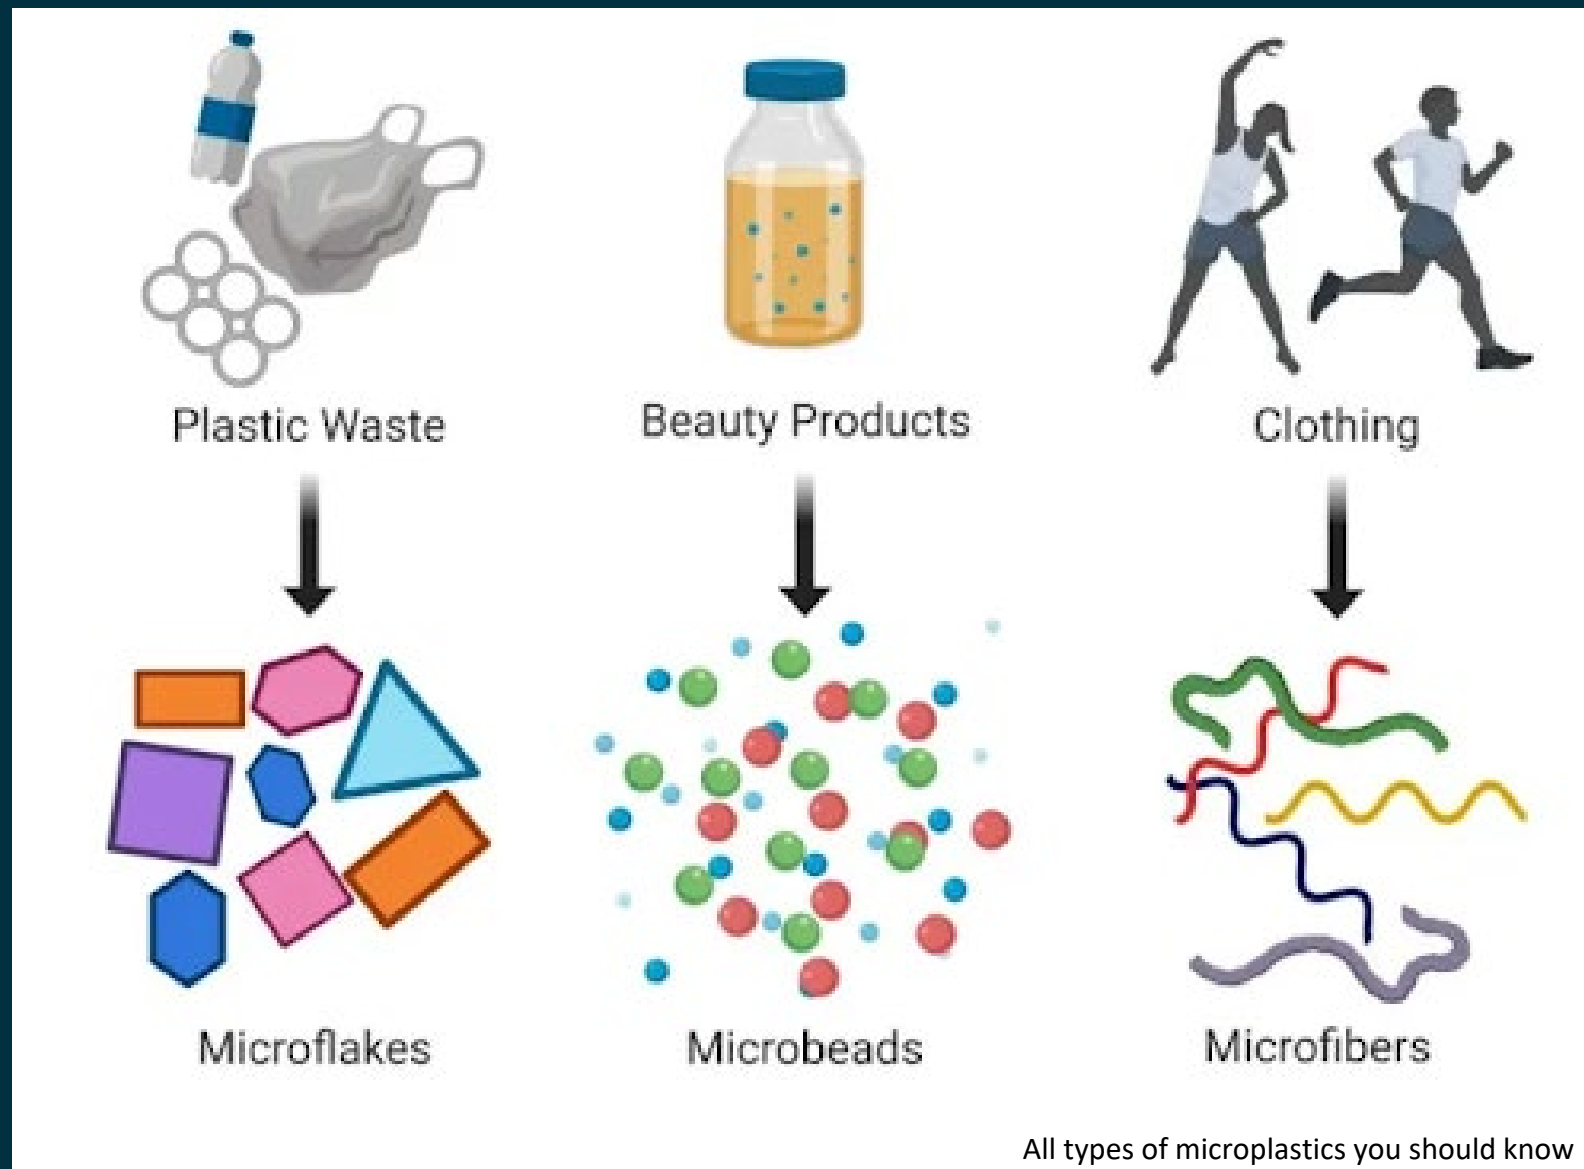 Plastic Waste
Beauty Products
Clothing
Microflakes
Microbeads
Microfibers
All types of microplastics you should know